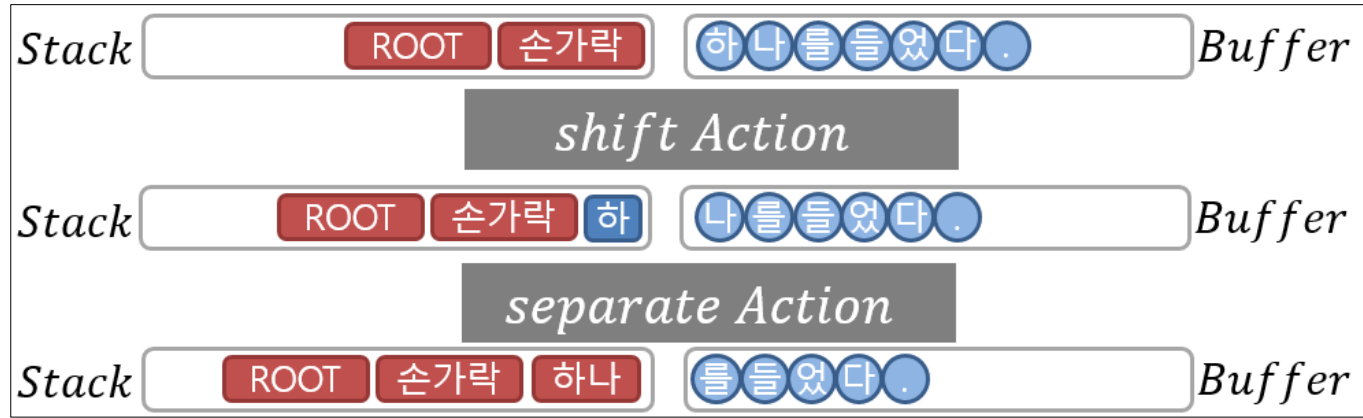 Stack ROOT 손가락 하나를들었다. Buffer
shift Action
Stack ROOT 손가락 하 나를들었다. Buffer
separate Action
Stack ROOT 손가락 하나 를들었다. Buffer